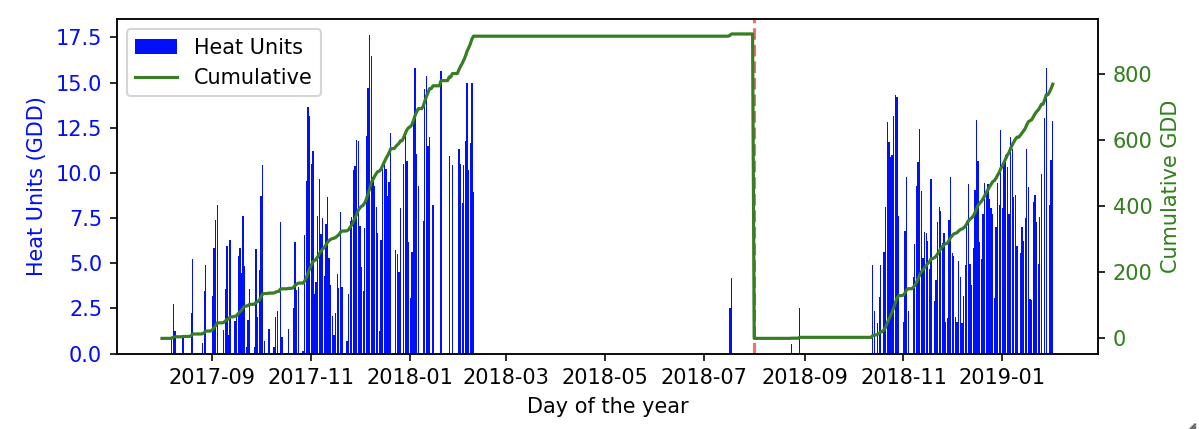 Heat Units
Cumulative
Heat Units (GDD)
17.5
15.0
12.5
10.0
7.5
5.0
2.5
0.0
800
600
400
200
0
Cumulative GDD
2017-09 2017-11 2018-01 2018-03 2018-05 2018-07 2018-09 2018-11 2019-01
Day of the year